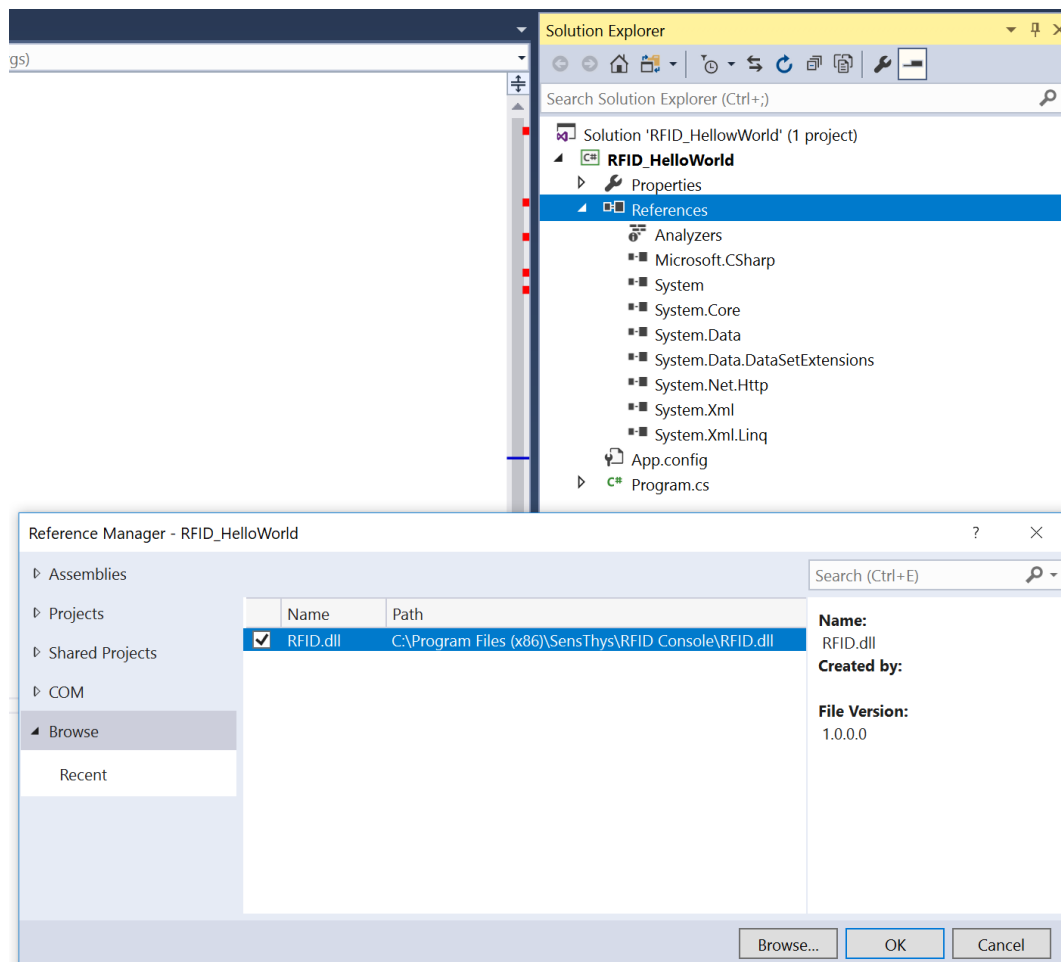 Solution Explorer
gs)
Search Solution Explorer (Ctrl+;)
Solution 'RFID_HellowWorld' (1 project)
C# RFID_HelloWorld
Properties
References
Analyzers
Microsoft.CSharp
System
System.Core
System.Data
System.Data.DataSetExtensions
System.Net.Http
System.Xml
System.Xml.Linq
App.config
C# Program.cs
Reference Manager - RFID_HelloWorld
?
Assemblies
Projects
Shared Projects
COM
Browse
Recent
Name Path
RFID.dll C:\Program Files (x86)\SensThys\RFID Console\RFID.dll
Search (Ctrl+E)
Name:
RFID.dll
Created by:
File Version:
1.0.0.0
Browse... OK Cancel